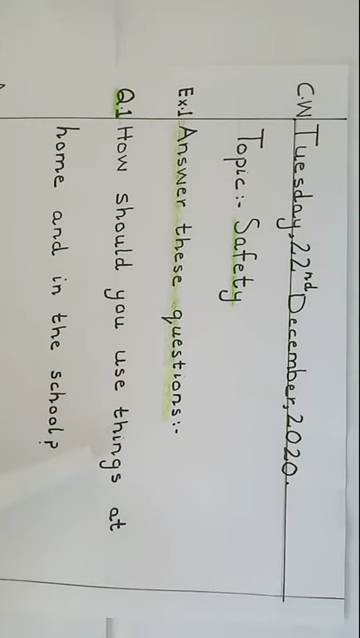 C.W Tuesday, 22nd December, 2020.
Topic:- Safety
Ex.1 Answer these questions:-
Q.1 How should you use things at
home and in the school?